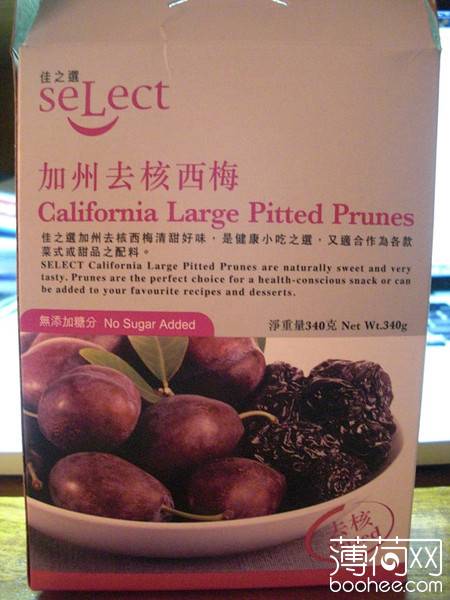 佳之選
seLect
加州去核西梅
California Large Pitted Prunes
佳之選加州去核西梅清甜好味，是健康小吃之選，又適合作為各款
菜式或甜品之配料。
SELECT California Large Pitted Prunes are naturally sweet and very
tasty. Prunes are the perfect choice for a health-conscious snack or can
be added to your favourite recipes and desserts.
無添加糖分 No Sugar Added
淨重量340克 Net Wt.340g
去核
薄荷网
boohee.com